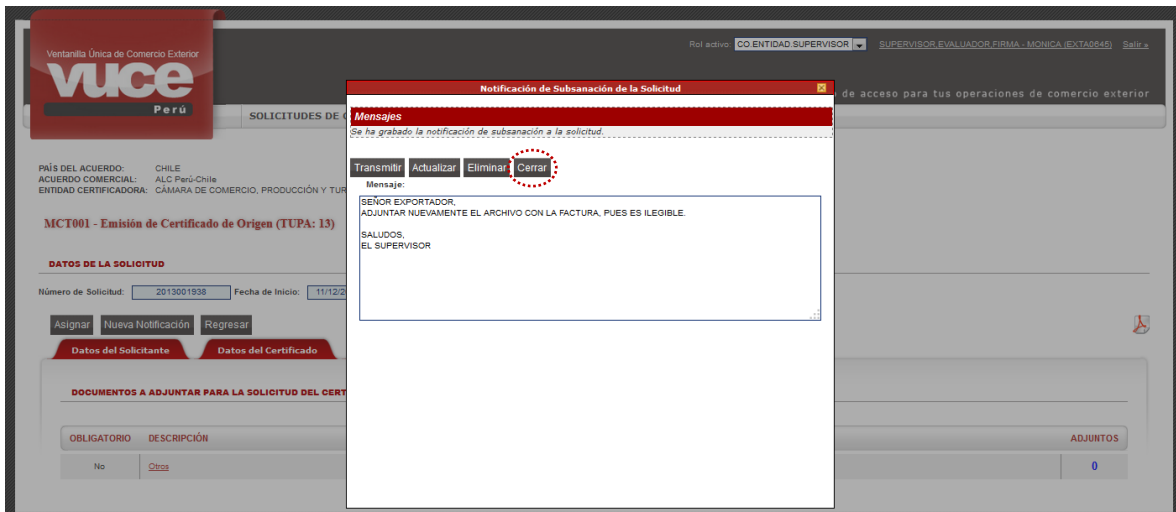 Ventanilla Única de Comercio Exterior
vuce
Perú
Rol activo: CO.ENTIDAD.SUPERVISOR SUPERVISOR,EVALUADOR,FIRMA - MONICA (EXTA0645) Salir »
de acceso para tus operaciones de comercio exterior
SOLICITUDES DE
Notificación de Subsanación de la Solicitud
Mensajes
Se ha grabado la notificación de subsanación a la solicitud.
Transmitir Actualizar Eliminar Cerrar
Mensaje:
SEÑOR EXPORTADOR,
ADJUNTAR NUEVAMENTE EL ARCHIVO CON LA FACTURA, PUES ES ILEGIBLE.
SALUDOS,
EL SUPERVISOR
PAÍS DEL ACUERDO: CHILE
ACUERDO COMERCIAL: ALC Perú-Chile
ENTIDAD CERTIFICADORA: CÁMARA DE COMERCIO, PRODUCCIÓN Y TUR
MCT001 - Emisión de Certificado de Origen (TUPA: 13)
DATOS DE LA SOLICITUD
Número de Solicitud: 2013001938 Fecha de Inicio: 11/12/2
Asignar Nueva Notificación Regresar
Datos del Solicitante Datos del Certificado
DOCUMENTOS A ADJUNTAR PARA LA SOLICITUD DEL CERT
OBLIGATORIO DESCRIPCIÓN ADJUNTOS
No Otros 0